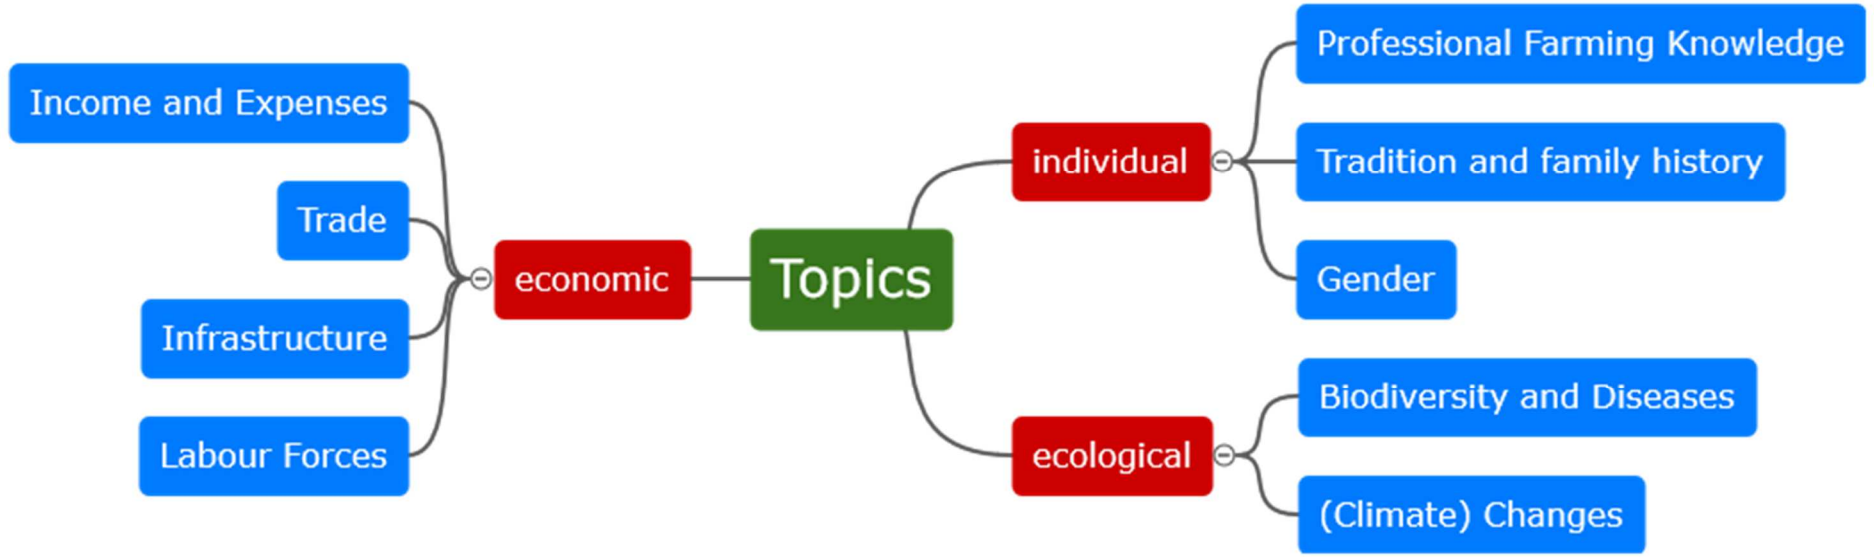 Topics
economic
Income and Expenses
Trade
Infrastructure
Labour Forces
individual
Professional Farming Knowledge
Tradition and family history
Gender
ecological
Biodiversity and Diseases
(Climate) Changes